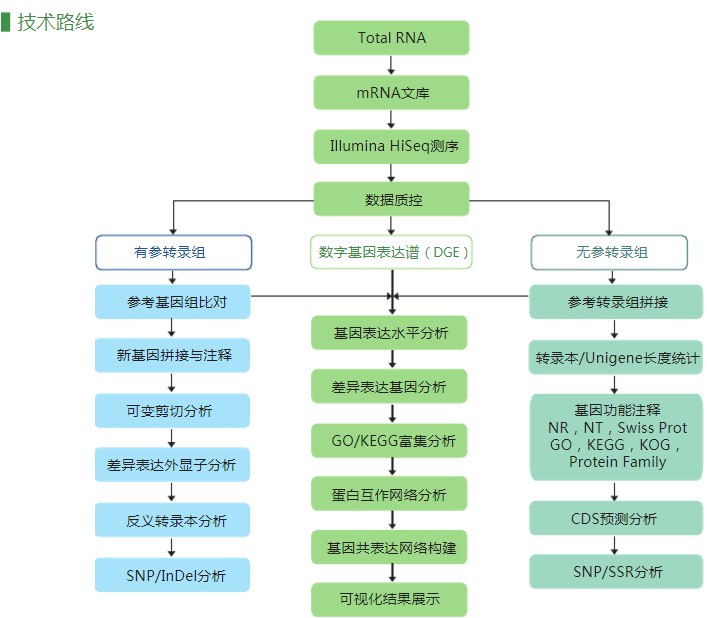 技术路线
Total RNA
mRNA文库
Illumina HiSeq测序
数据质控
有参转录组
参考基因组比对
新基因拼接与注释
可变剪切分析
差异表达外显子分析
反义转录本分析
SNP/InDel分析
数字基因表达谱（DGE）
基因表达水平分析
差异表达基因分析
GO/KEGG富集分析
蛋白互作网络分析
基因共表达网络构建
可视化结果展示
无参转录组
参考转录组拼接
转录本/Unigene长度统计
基因功能注释
NR，NT，Swiss Prot
GO，KEGG，KOG，
Protein Family
CDS预测分析
SNP/SSR分析